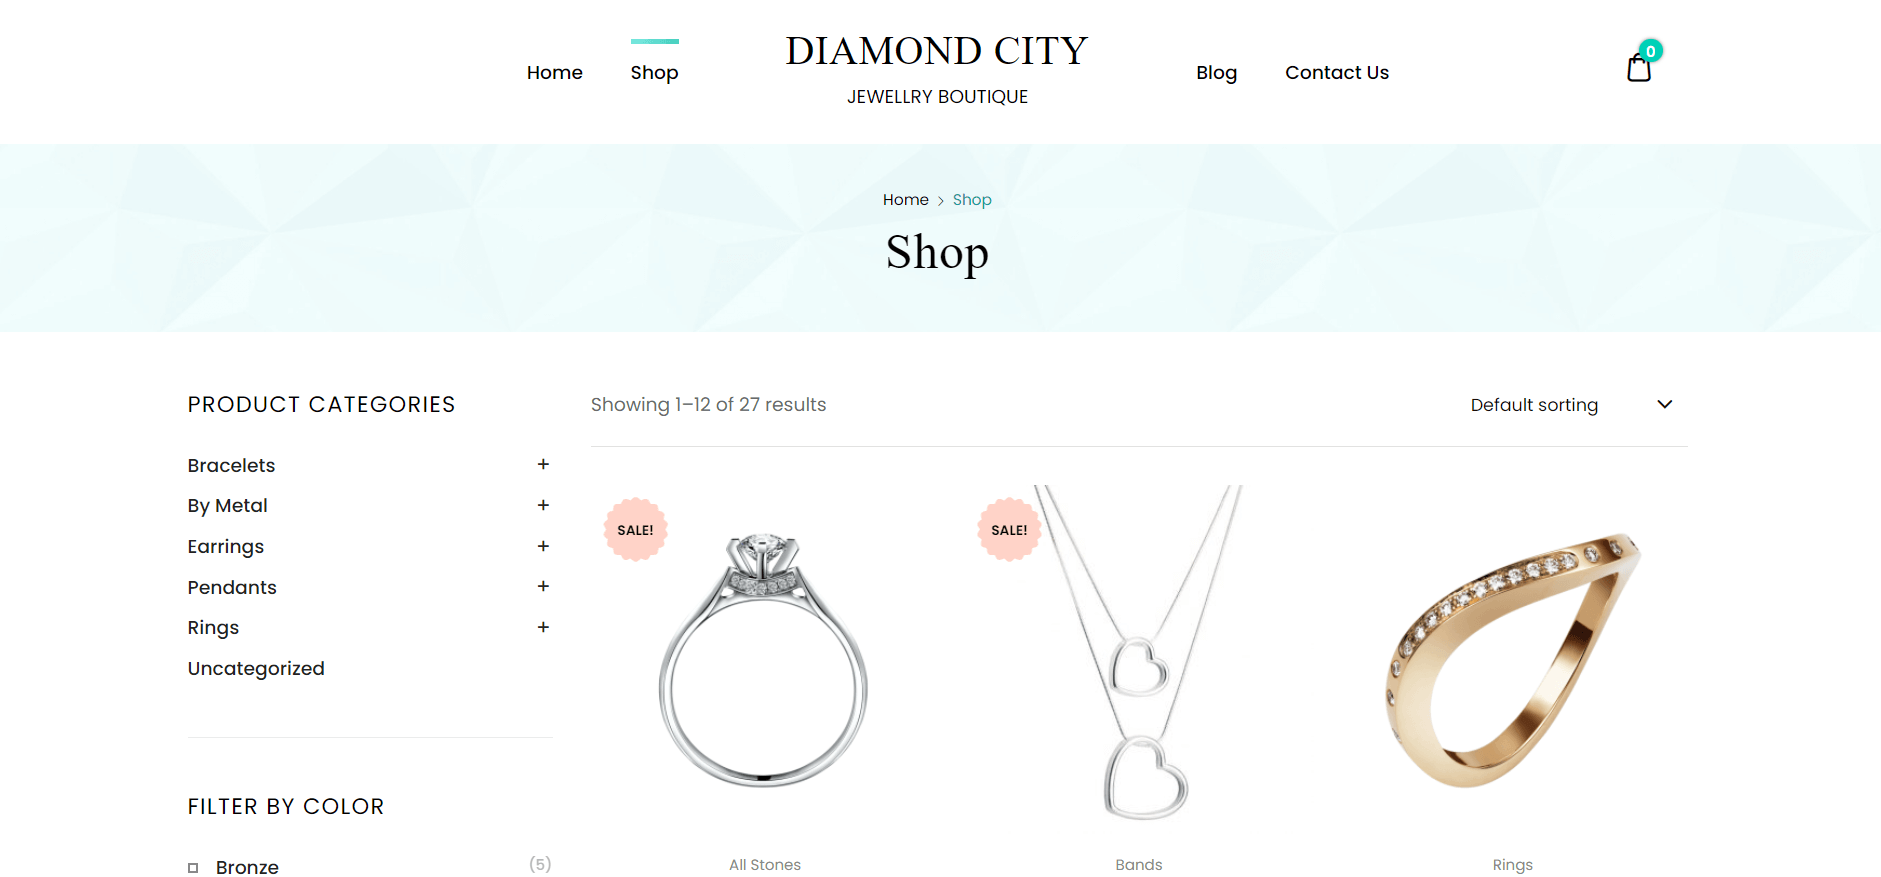 Home
Shop
DIAMOND CITY
JEWELLRY BOUTIQUE
Blog
Contact Us
0
Home > Shop
Shop
PRODUCT CATEGORIES
Bracelets +
By Metal +
Earrings +
Pendants +
Rings +
Uncategorized
FILTER BY COLOR
Bronze (5)
Showing 1–12 of 27 results
Default sorting
SALE!
SALE!
All Stones
Bands
Rings